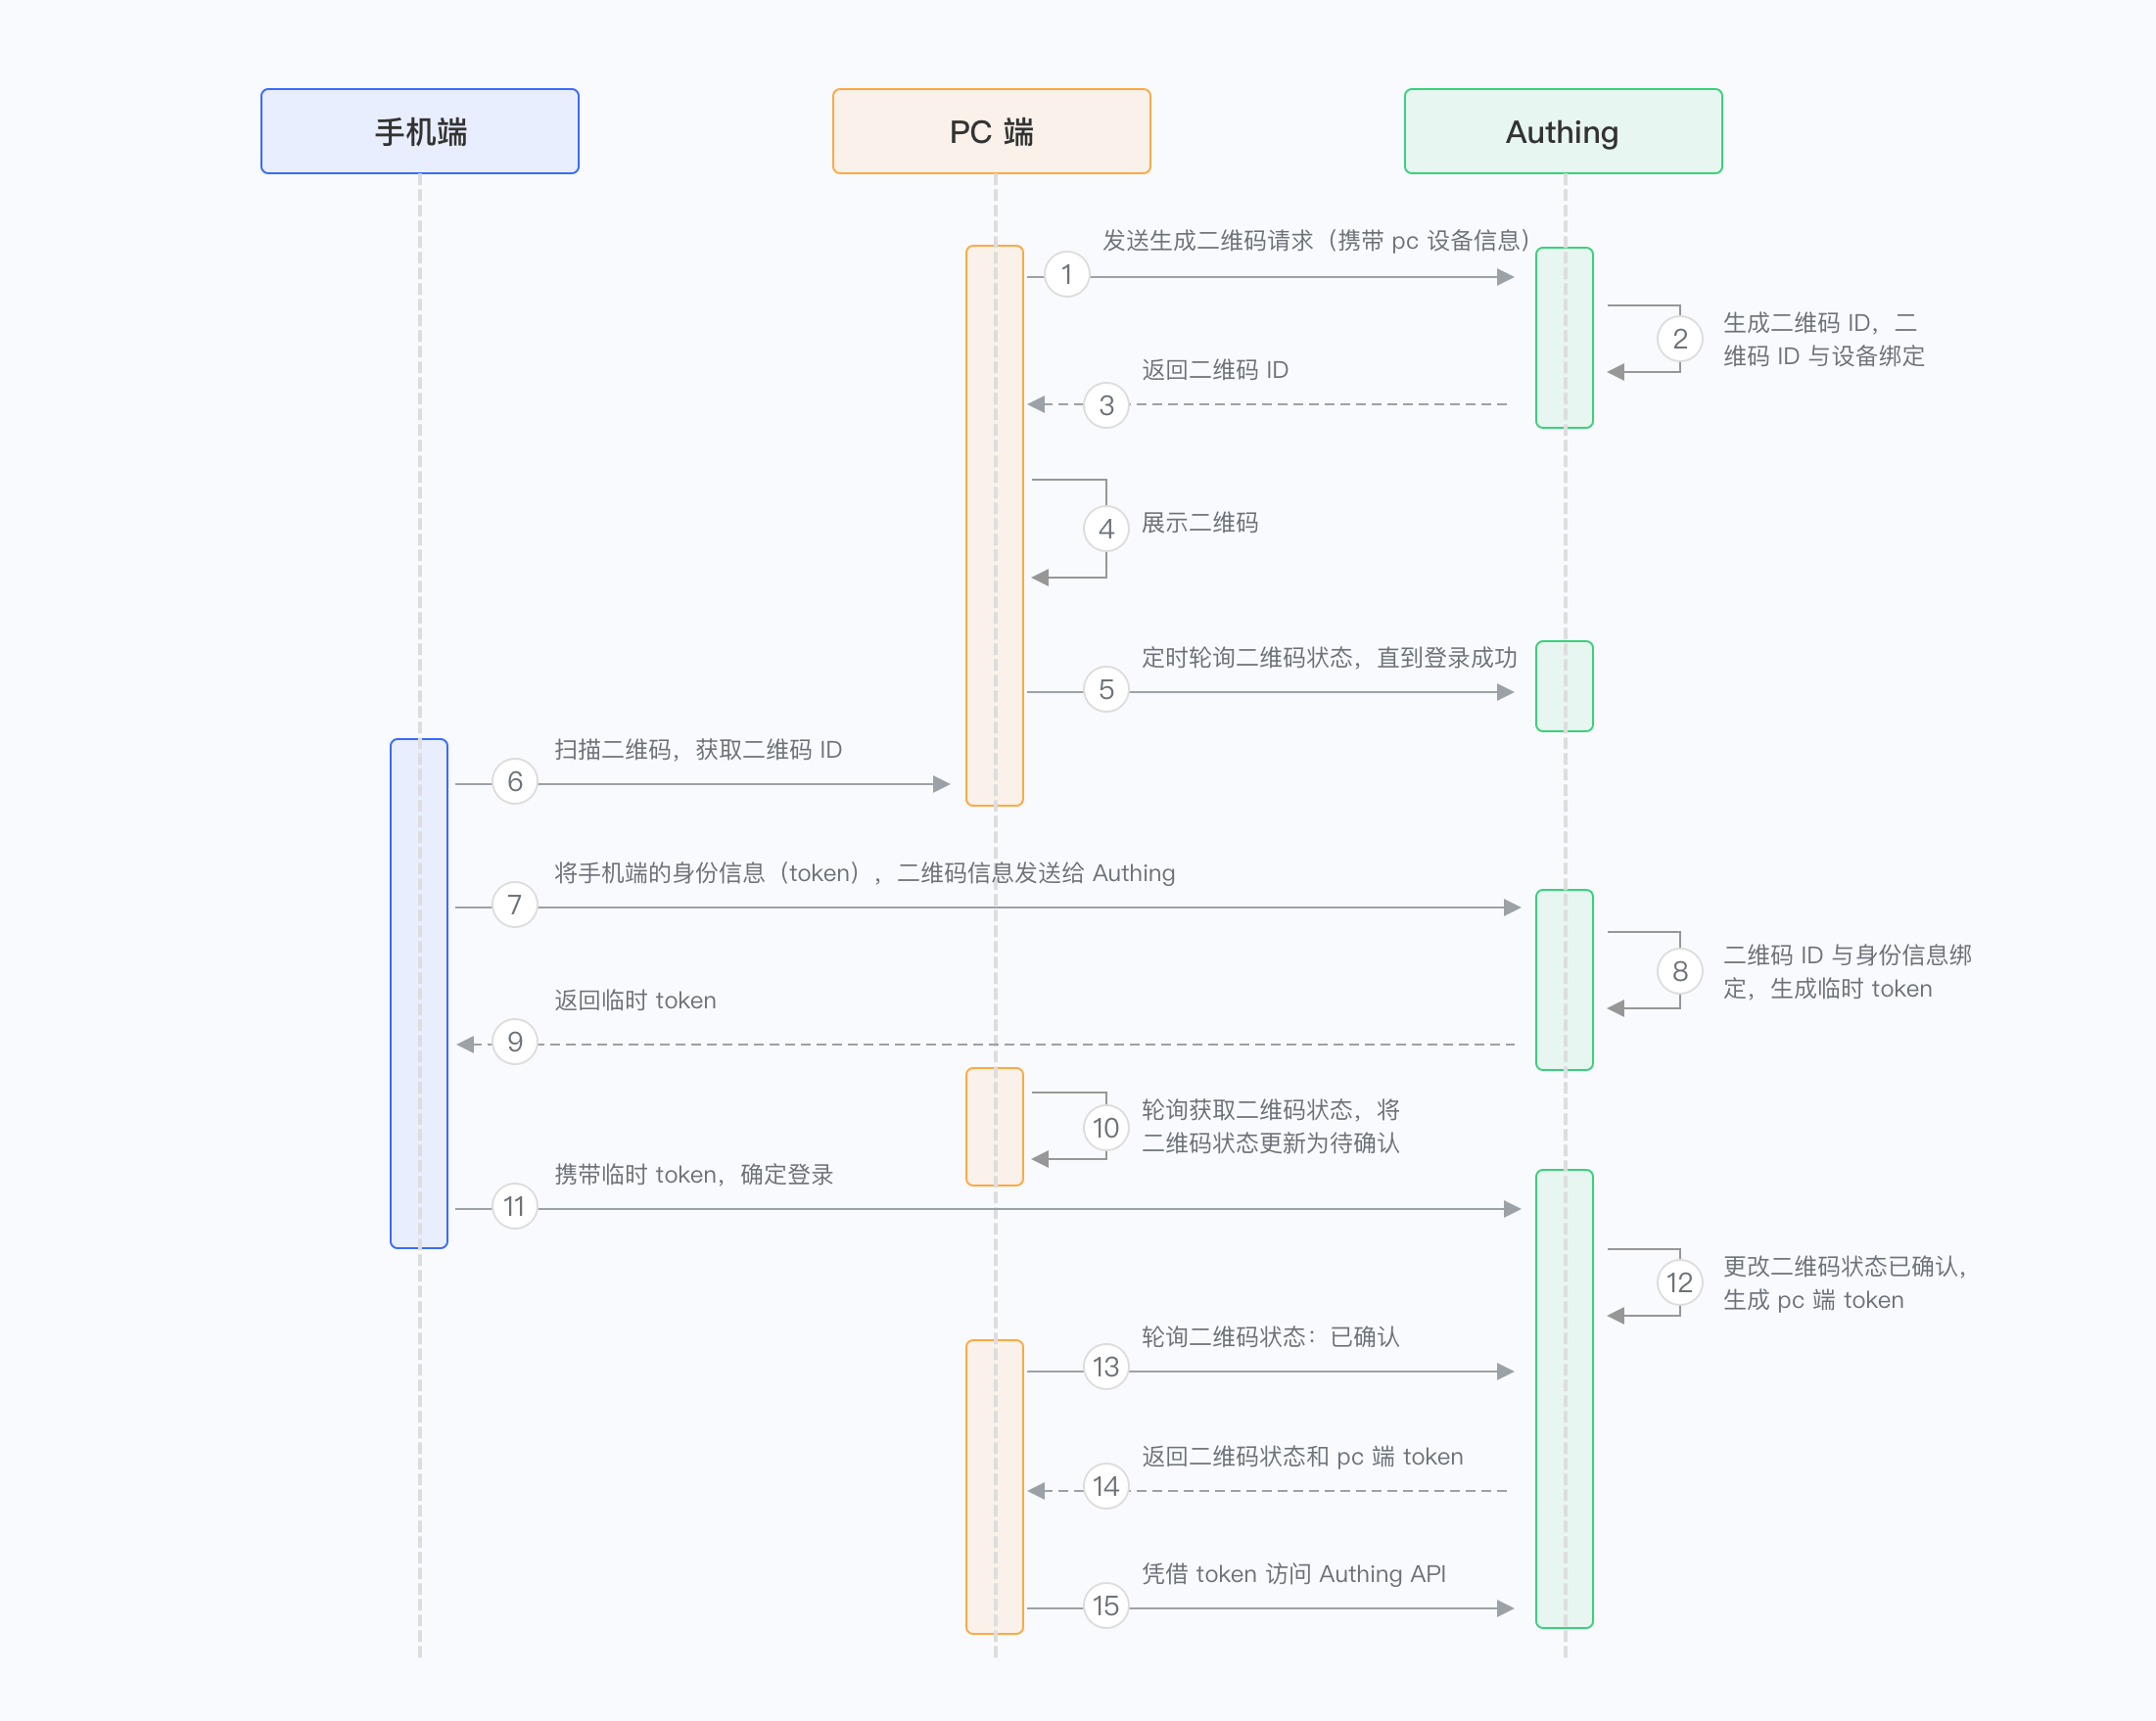 手机端
PC 端
Authing
发送生成二维码请求（携带 pc 设备信息）
1
生成二维码 ID，二
维码 ID 与设备绑定
2
返回二维码 ID
3
4
展示二维码
定时轮询二维码状态，直到登录成功
5
扫描二维码，获取二维码 ID
6
将手机端的身份信息（token），二维码信息发送给 Authing
7
二维码 ID 与身份信息绑
定，生成临时 token
8
返回临时 token
9
轮询获取二维码状态，将
二维码状态更新为待确认
10
携带临时 token，确定登录
11
更改二维码状态已确认，
生成 pc 端 token
12
轮询二维码状态：已确认
13
返回二维码状态和 pc 端 token
14
凭借 token 访问 Authing API
15